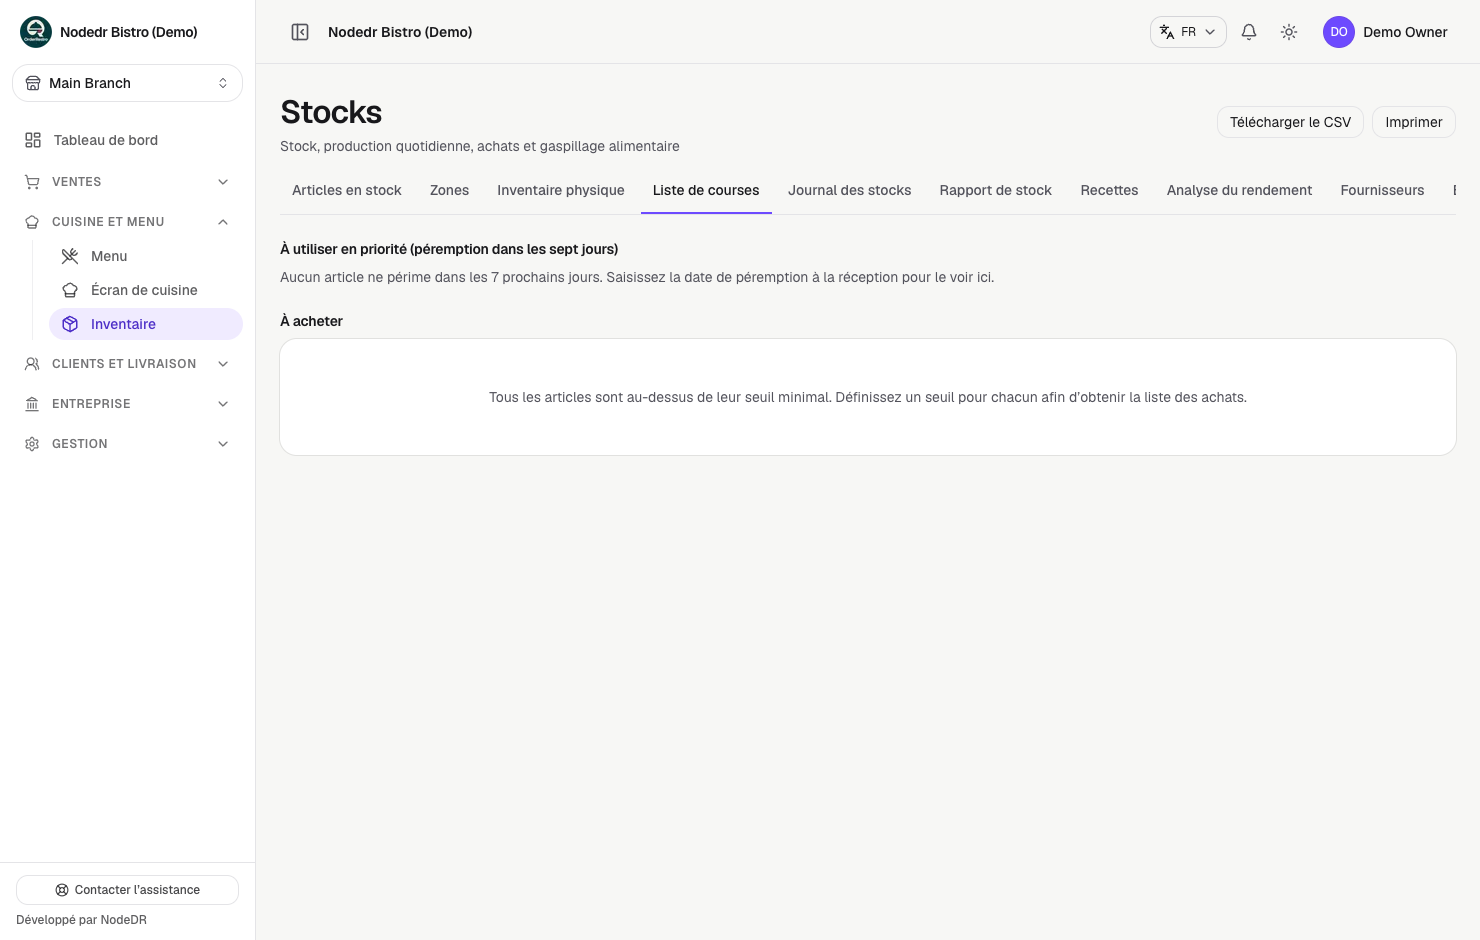 Nodedr Bistro (Demo)
Main Branch
Tableau de bord
VENTES
CUISINE ET MENU
Menu
Écran de cuisine
Inventaire
CLIENTS ET LIVRAISON
ENTREPRISE
GESTION
Contacter l’assistance
Développé par NodeDR
Nodedr Bistro (Demo)
FR
DO
Demo Owner
Stocks
Stock, production quotidienne, achats et gaspillage alimentaire
Télécharger le CSV
Imprimer
Articles en stock
Zones
Inventaire physique
Liste de courses
Journal des stocks
Rapport de stock
Recettes
Analyse du rendement
Fournisseurs
À utiliser en priorité (péremption dans les sept jours)
Aucun article ne périme dans les 7 prochains jours. Saisissez la date de péremption à la réception pour le voir ici.
À acheter
Tous les articles sont au-dessus de leur seuil minimal. Définissez un seuil pour chacun afin d’obtenir la liste des achats.